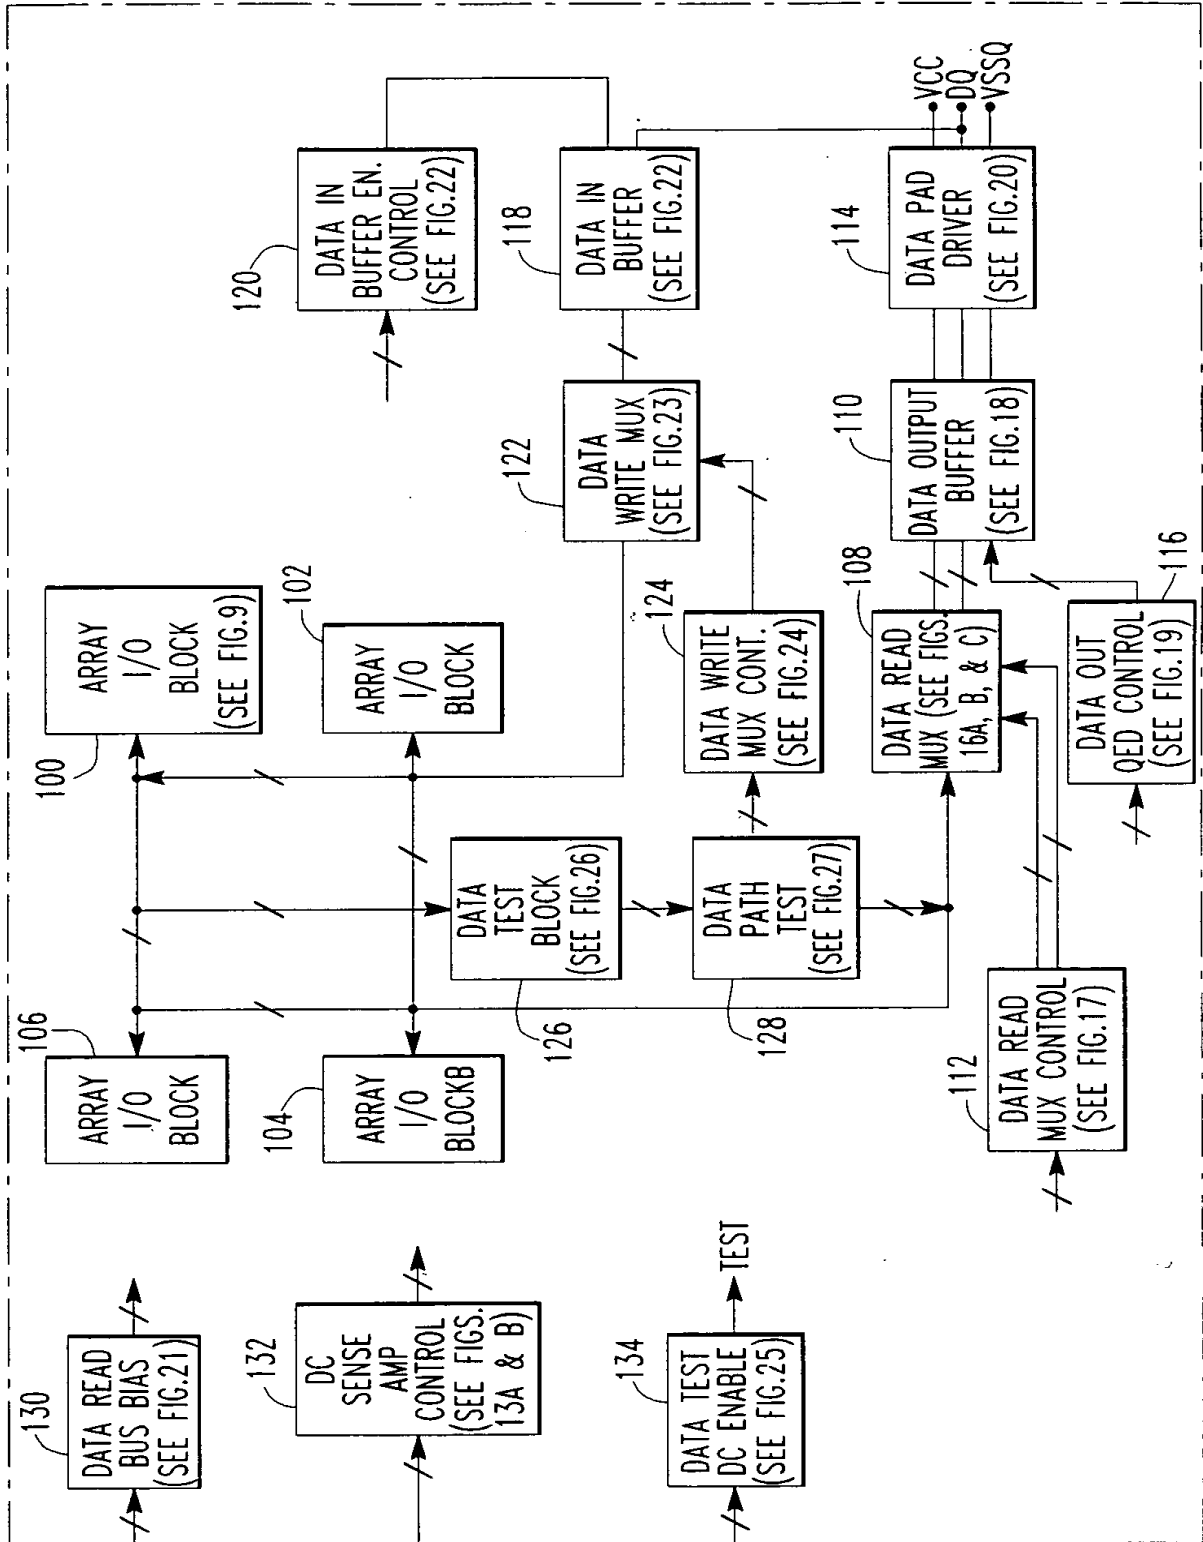 130
DATA READ
BUS BIAS
(SEE FIG.21)
132
DC
SENSE
AMP
CONTROL
(SEE FIGS.
13A & B)
134
DATA TEST
DC ENABLE
(SEE FIG.25)
TEST
106
ARRAY
I/O
BLOCK
104
ARRAY
I/O
BLOCKB
100
ARRAY
I/O
BLOCK
(SEE FIG.9)
102
ARRAY
I/O
BLOCK
126
DATA
TEST
BLOCK
(SEE FIG.26)
128
DATA
PATH
TEST
(SEE FIG.27)
112
DATA READ
MUX CONTROL
(SEE FIG.17)
124
DATA WRITE
MUX CONT.
(SEE FIG.24)
108
DATA READ
MUX (SEE FIGS.
16A, B, & C)
116
DATA OUT
QED CONTROL
(SEE FIG.19)
122
DATA
WRITE MUX
(SEE FIG.23)
110
DATA OUTPUT
BUFFER
(SEE FIG.18)
120
DATA IN
BUFFER EN.
CONTROL
(SEE FIG.22)
118
DATA IN
BUFFER
(SEE FIG.22)
114
DATA PAD
DRIVER
(SEE FIG.20)
VCC
DQ
VSSQ